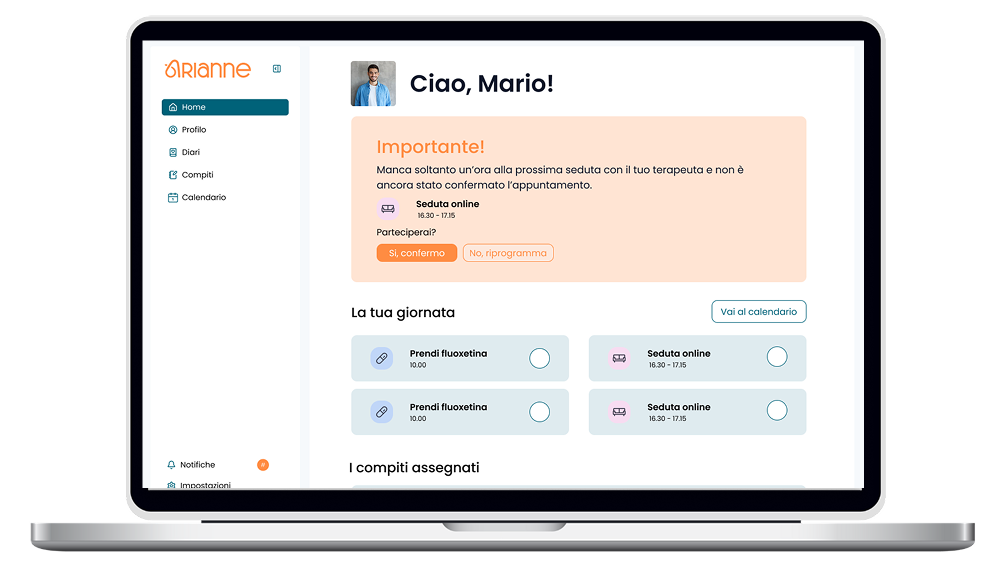 ARIANNE
Home
Profilo
Diari
Compiti
Calendario
Notifiche
Impostazioni
Ciao, Mario!
Importante!
Manca soltanto un'ora alla prossima seduta con il tuo terapeuta e non è
ancora stato confermato l'appuntamento.
Seduta online
16.30 - 17.15
Parteciperai?
Sì, confermo
No, riprogramma
La tua giornata
Vai al calendario
Prendi fluoxetina
10.00
Seduta online
16.30 - 17.15
Prendi fluoxetina
10.00
Seduta online
16.30 - 17.15
I compiti assegnati